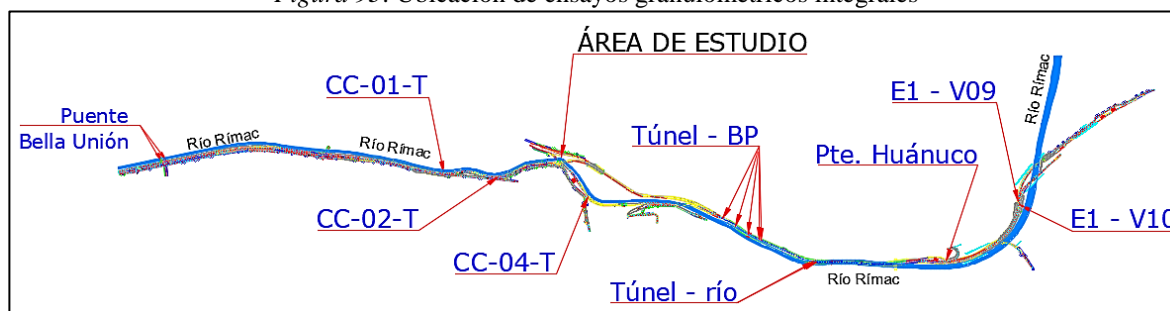 Figura 95. Ubicación de ensayos granulométricos integrales
ÁREA DE ESTUDIO
CC-01-T
E1 - V09
Río Rímac
Puente
Bella Unión
Río Rímac
Río Rímac
Túnel - BP
Pte. Huánuco
CC-02-T
E1 - V10
CC-04-T
Túnel - río
Río Rímac